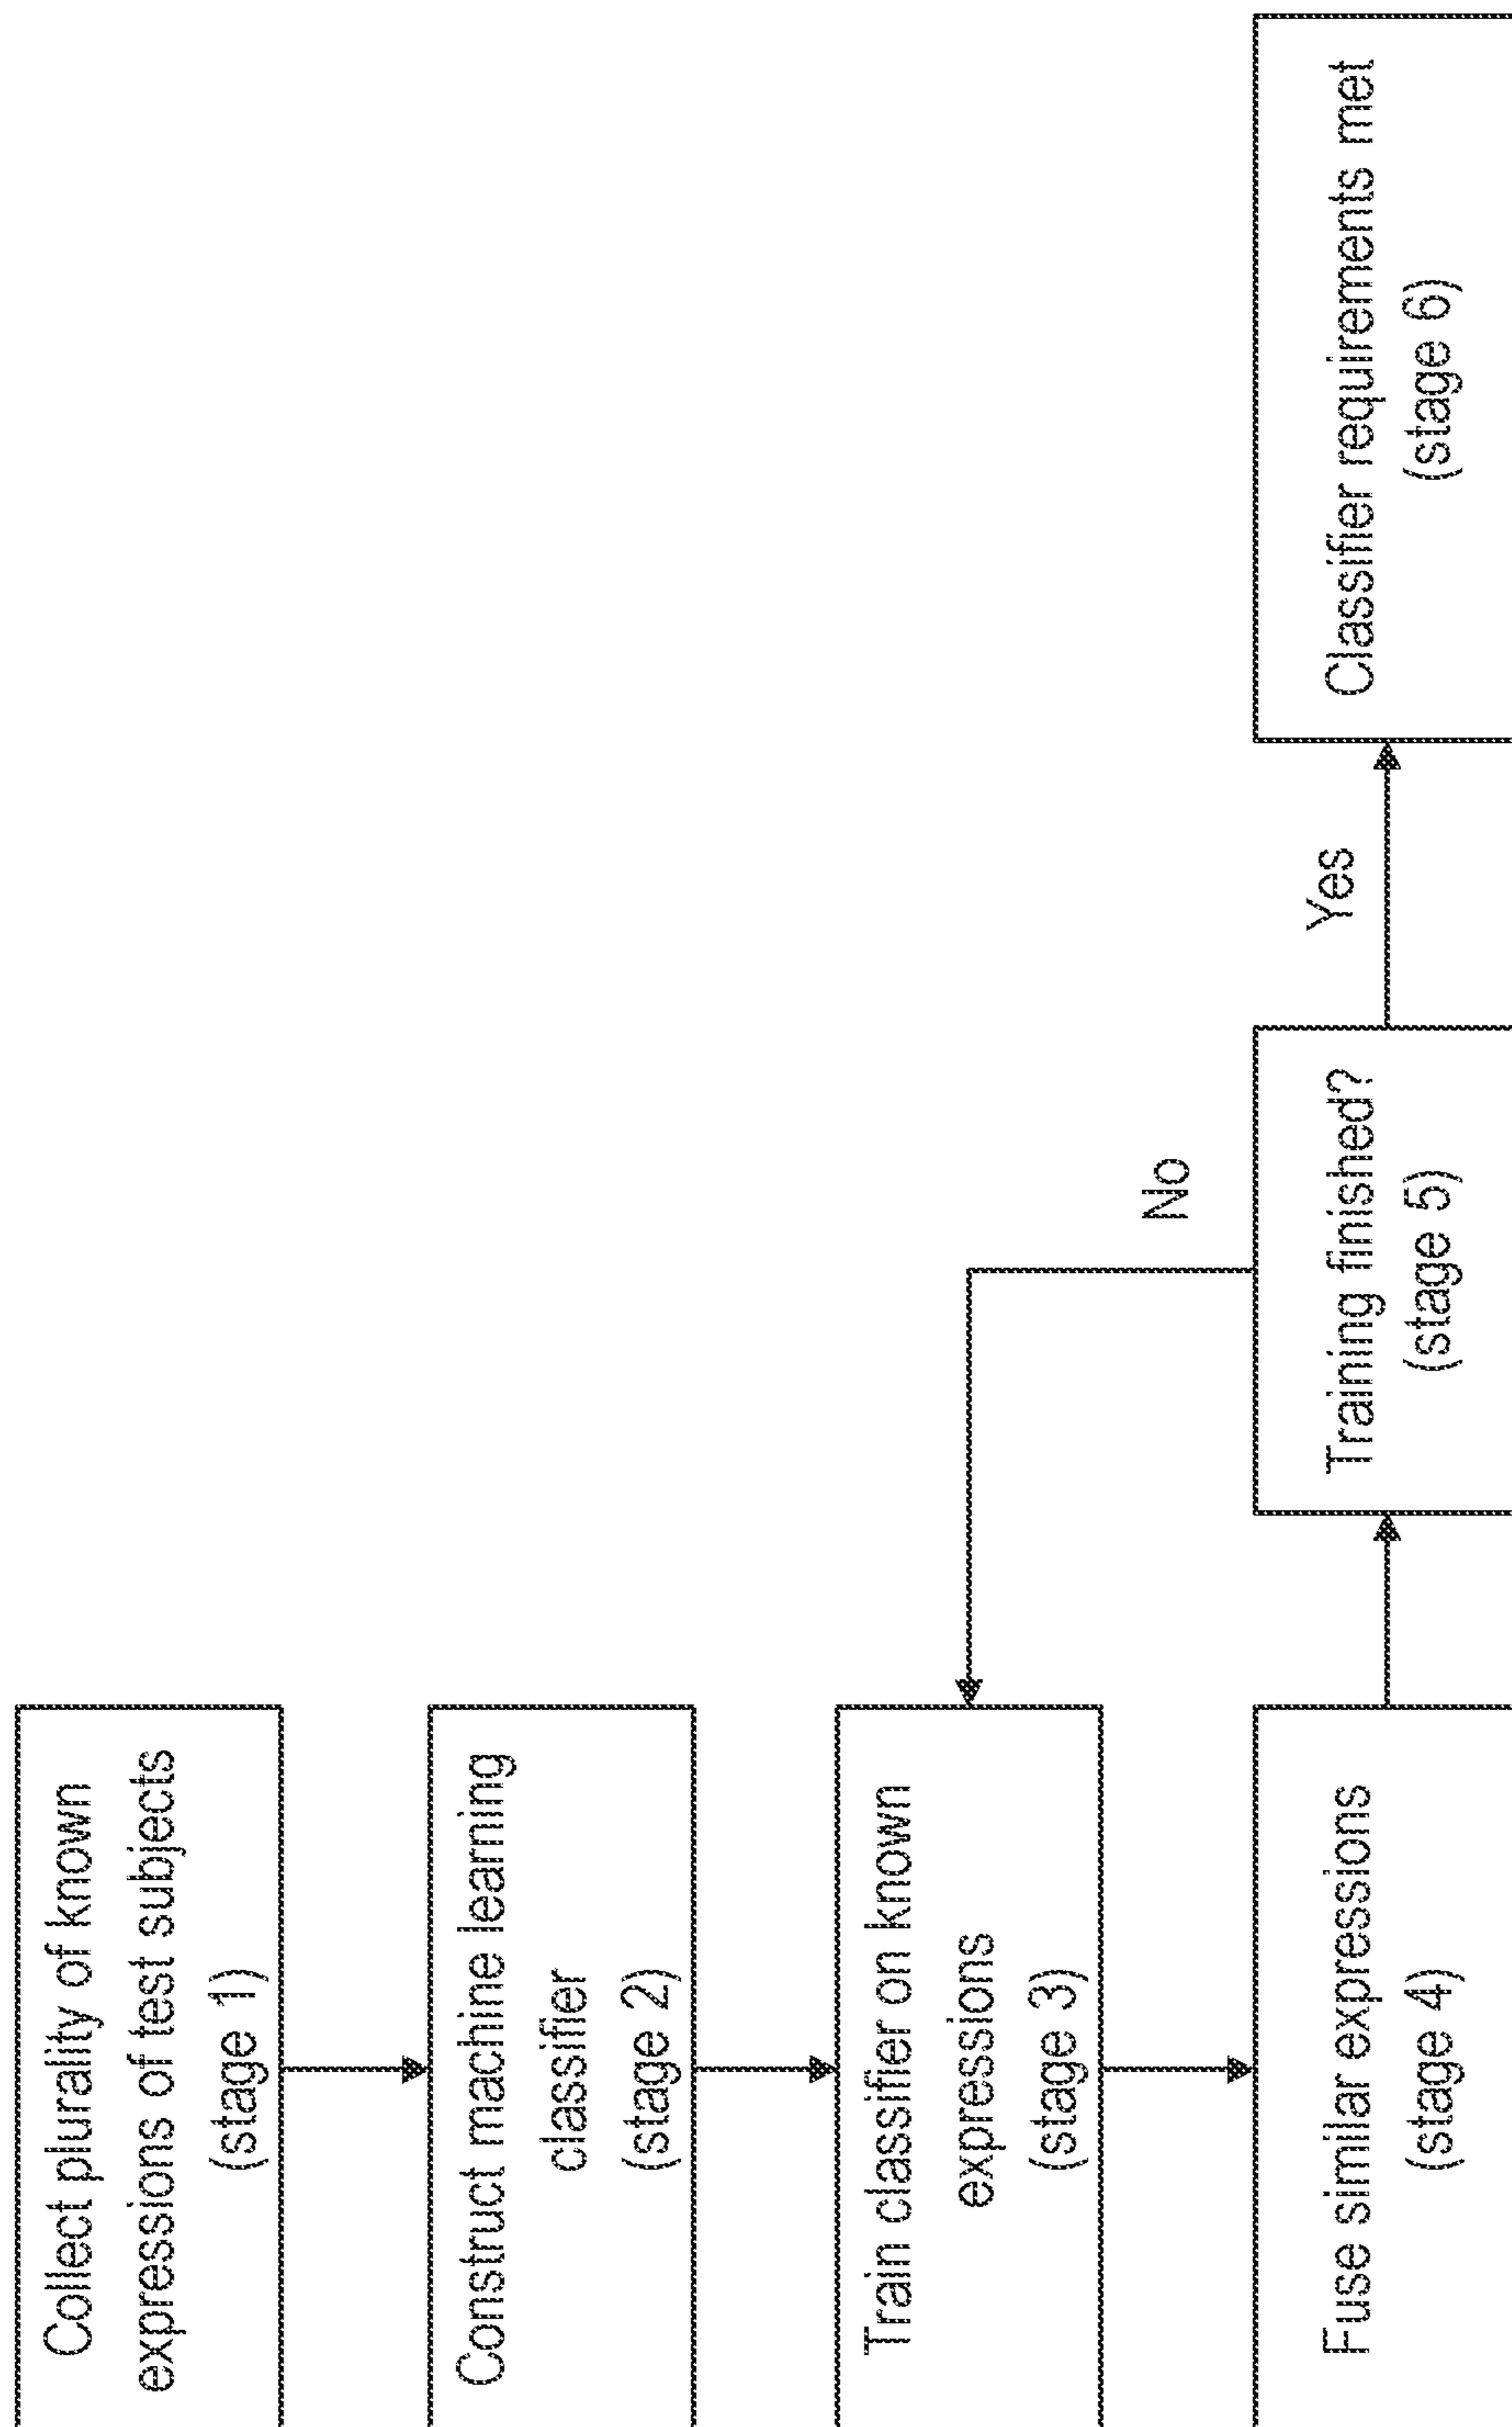 Collect plurality of known
expressions of test subjects
(stage 1)
Construct machine learning
classifier
(stage 2)
Train classifier on known
expressions
(stage 3)
Fuse similar expressions
(stage 4)
Training finished?
(stage 5)
No
Yes
Classifier requirements met
(stage 6)